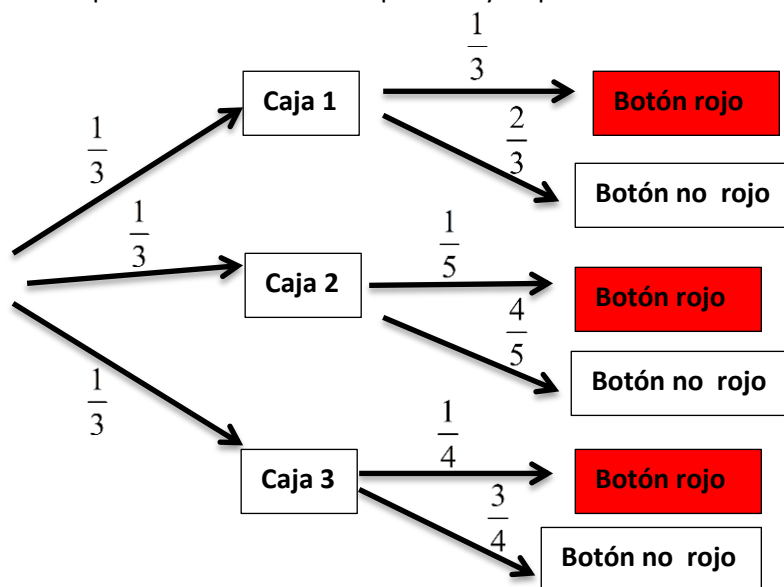 1/3
Caja 1
1/3
Botón rojo
2/3
Botón no rojo
1/3
Caja 2
1/5
Botón rojo
4/5
Botón no rojo
1/3
Caja 3
1/4
Botón rojo
3/4
Botón no rojo